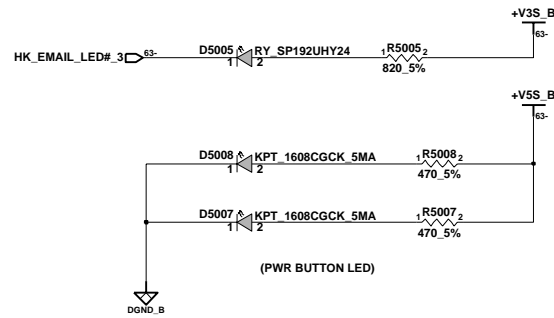 +V3S_B
63-
D5005 RY_SP192UHY24 1 R5005 2
HK_EMAIL_LED#_3 63- 1 2
820_5%
+V5S_B
63-
D5008 KPT_1608CGCK_5MA 1 R5008 2
1 2 470_5%
D5007 KPT_1608CGCK_5MA 1 R5007 2
1 2 470_5%
(PWR BUTTON LED)
DGND_B